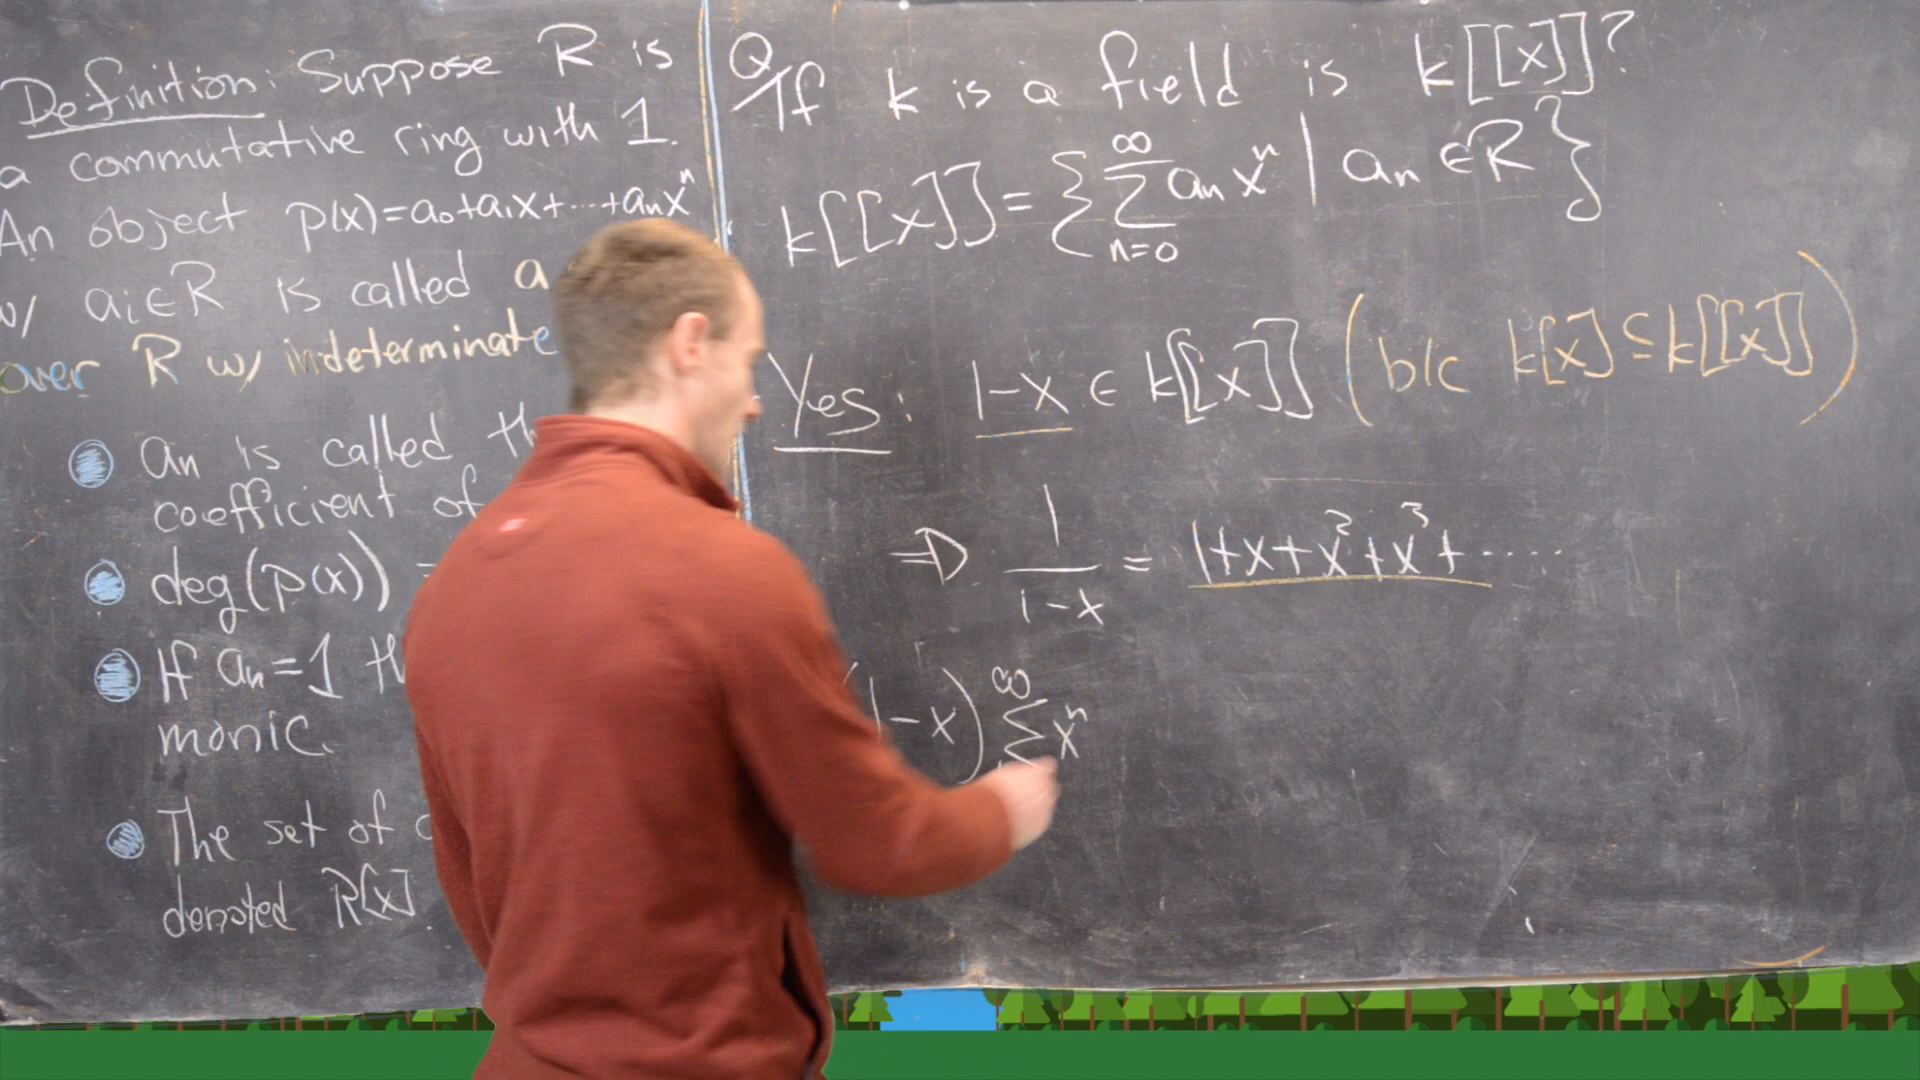 Definition: Suppose R is
a commutative ring with 1.
An object p(x)=a₀+a₁x+···+aₙxⁿ
w/ aᵢ∈R is called a
over R w/ indeterminate
aₙ is called
coefficient of
deg(p(x))
If aₙ=1
monic.
The set of
denoted R[x]
Q/If k is a field is k[[x]]?
k[[x]]={∑_{n=0}^{∞} aₙxⁿ | aₙ∈R}
Yes: 1-x ∈ k[[x]] (b/c k[x]⊆k[[x]])
⇒ 1/(1-x) = 1+x+x²+x³+.....
(1-x) ∑^{∞} xⁿ